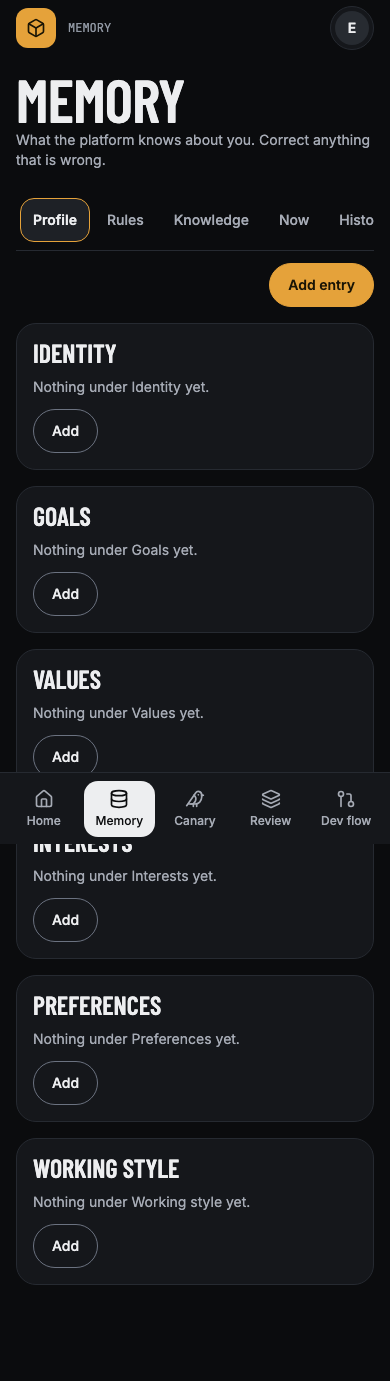 MEMORY
E
MEMORY
What the platform knows about you. Correct anything
that is wrong.
Profile Rules Knowledge Now Histo
Add entry
IDENTITY
Nothing under Identity yet.
Add
GOALS
Nothing under Goals yet.
Add
VALUES
Nothing under Values yet.
Add
Home Memory Canary Review Dev flow
INTERESTS
Nothing under Interests yet.
Add
PREFERENCES
Nothing under Preferences yet.
Add
WORKING STYLE
Nothing under Working style yet.
Add